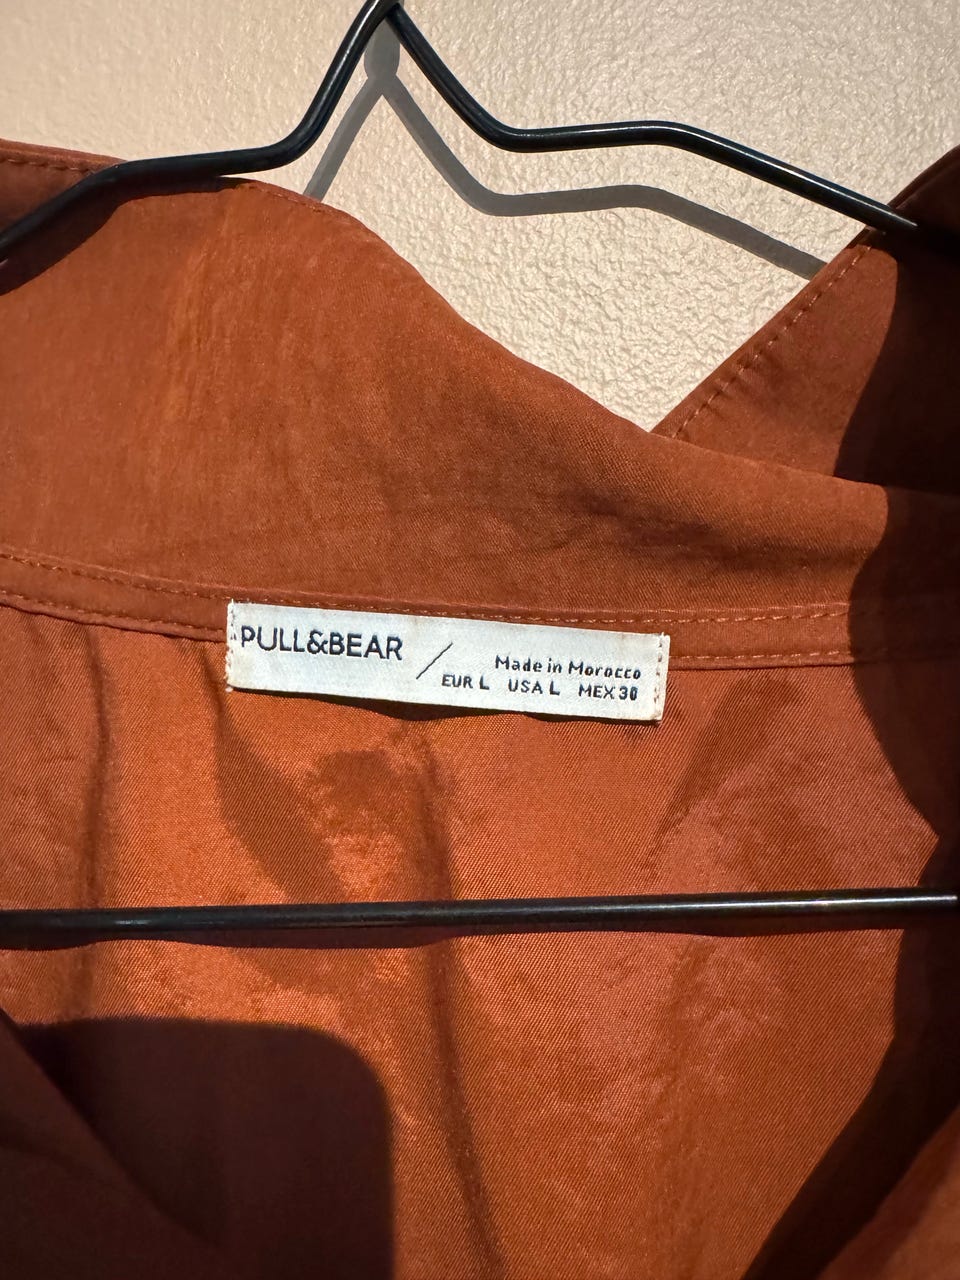 PULL&BEAR / Made in Morocco
EUR L USA L MEX 30